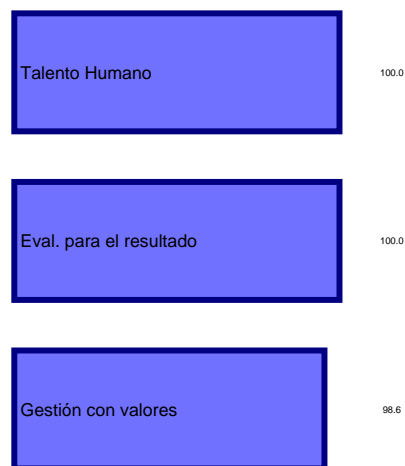 Talento Humano 100.0
Eval. para el resultado 100.0
Gestión con valores 98.6